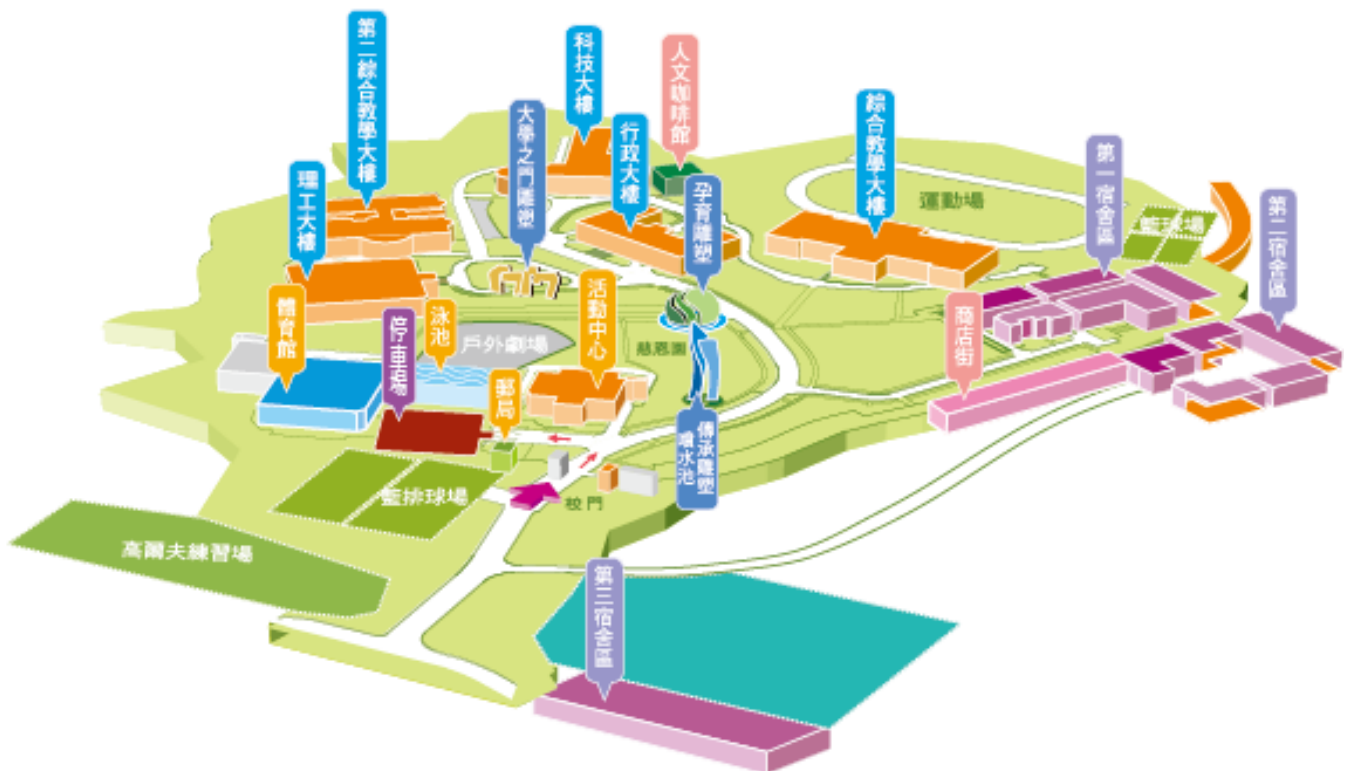 第二綜合教學大樓
科技大樓
人文咖啡館
大學之門雕塑
行政大樓
綜合教學大樓
第一宿舍區
理工大樓
孕育雕塑
運動場
籃球場
第二宿舍區
體育館
停車場
泳池
戶外劇場
活動中心
慈恩園
商店街
郵局
傳承雕塑
噴水池
籃排球場
校門
高爾夫練習場
第三宿舍區